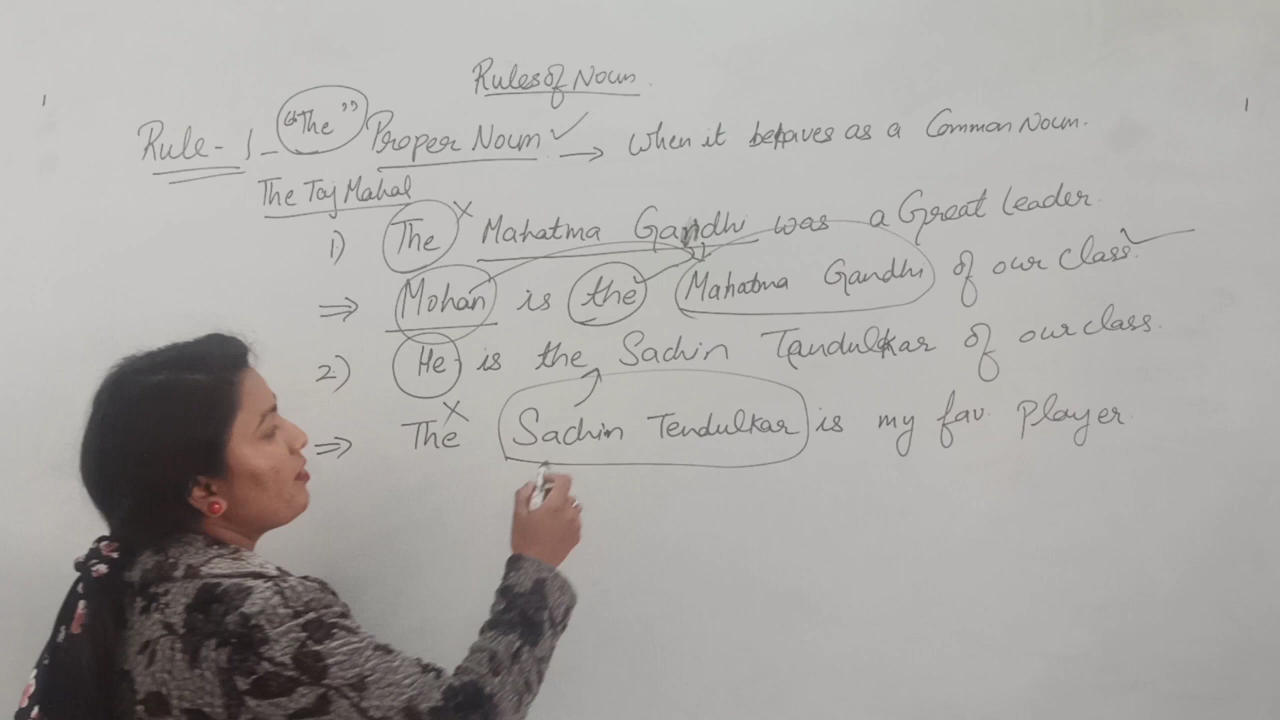 Rules of Noun.
Rule-1- "The" Proper Noun ✓ → when it behaves as a Common Noun.
The Taj Mahal
1) The x Mahatma Gandhi was a Great leader.
⇒ Mohan is the Mahatma Gandhi of our class. ✓
2) He is the Sachin Tandulkar of our class.
⇒ The x Sachin Tendulkar is my fav. Player.